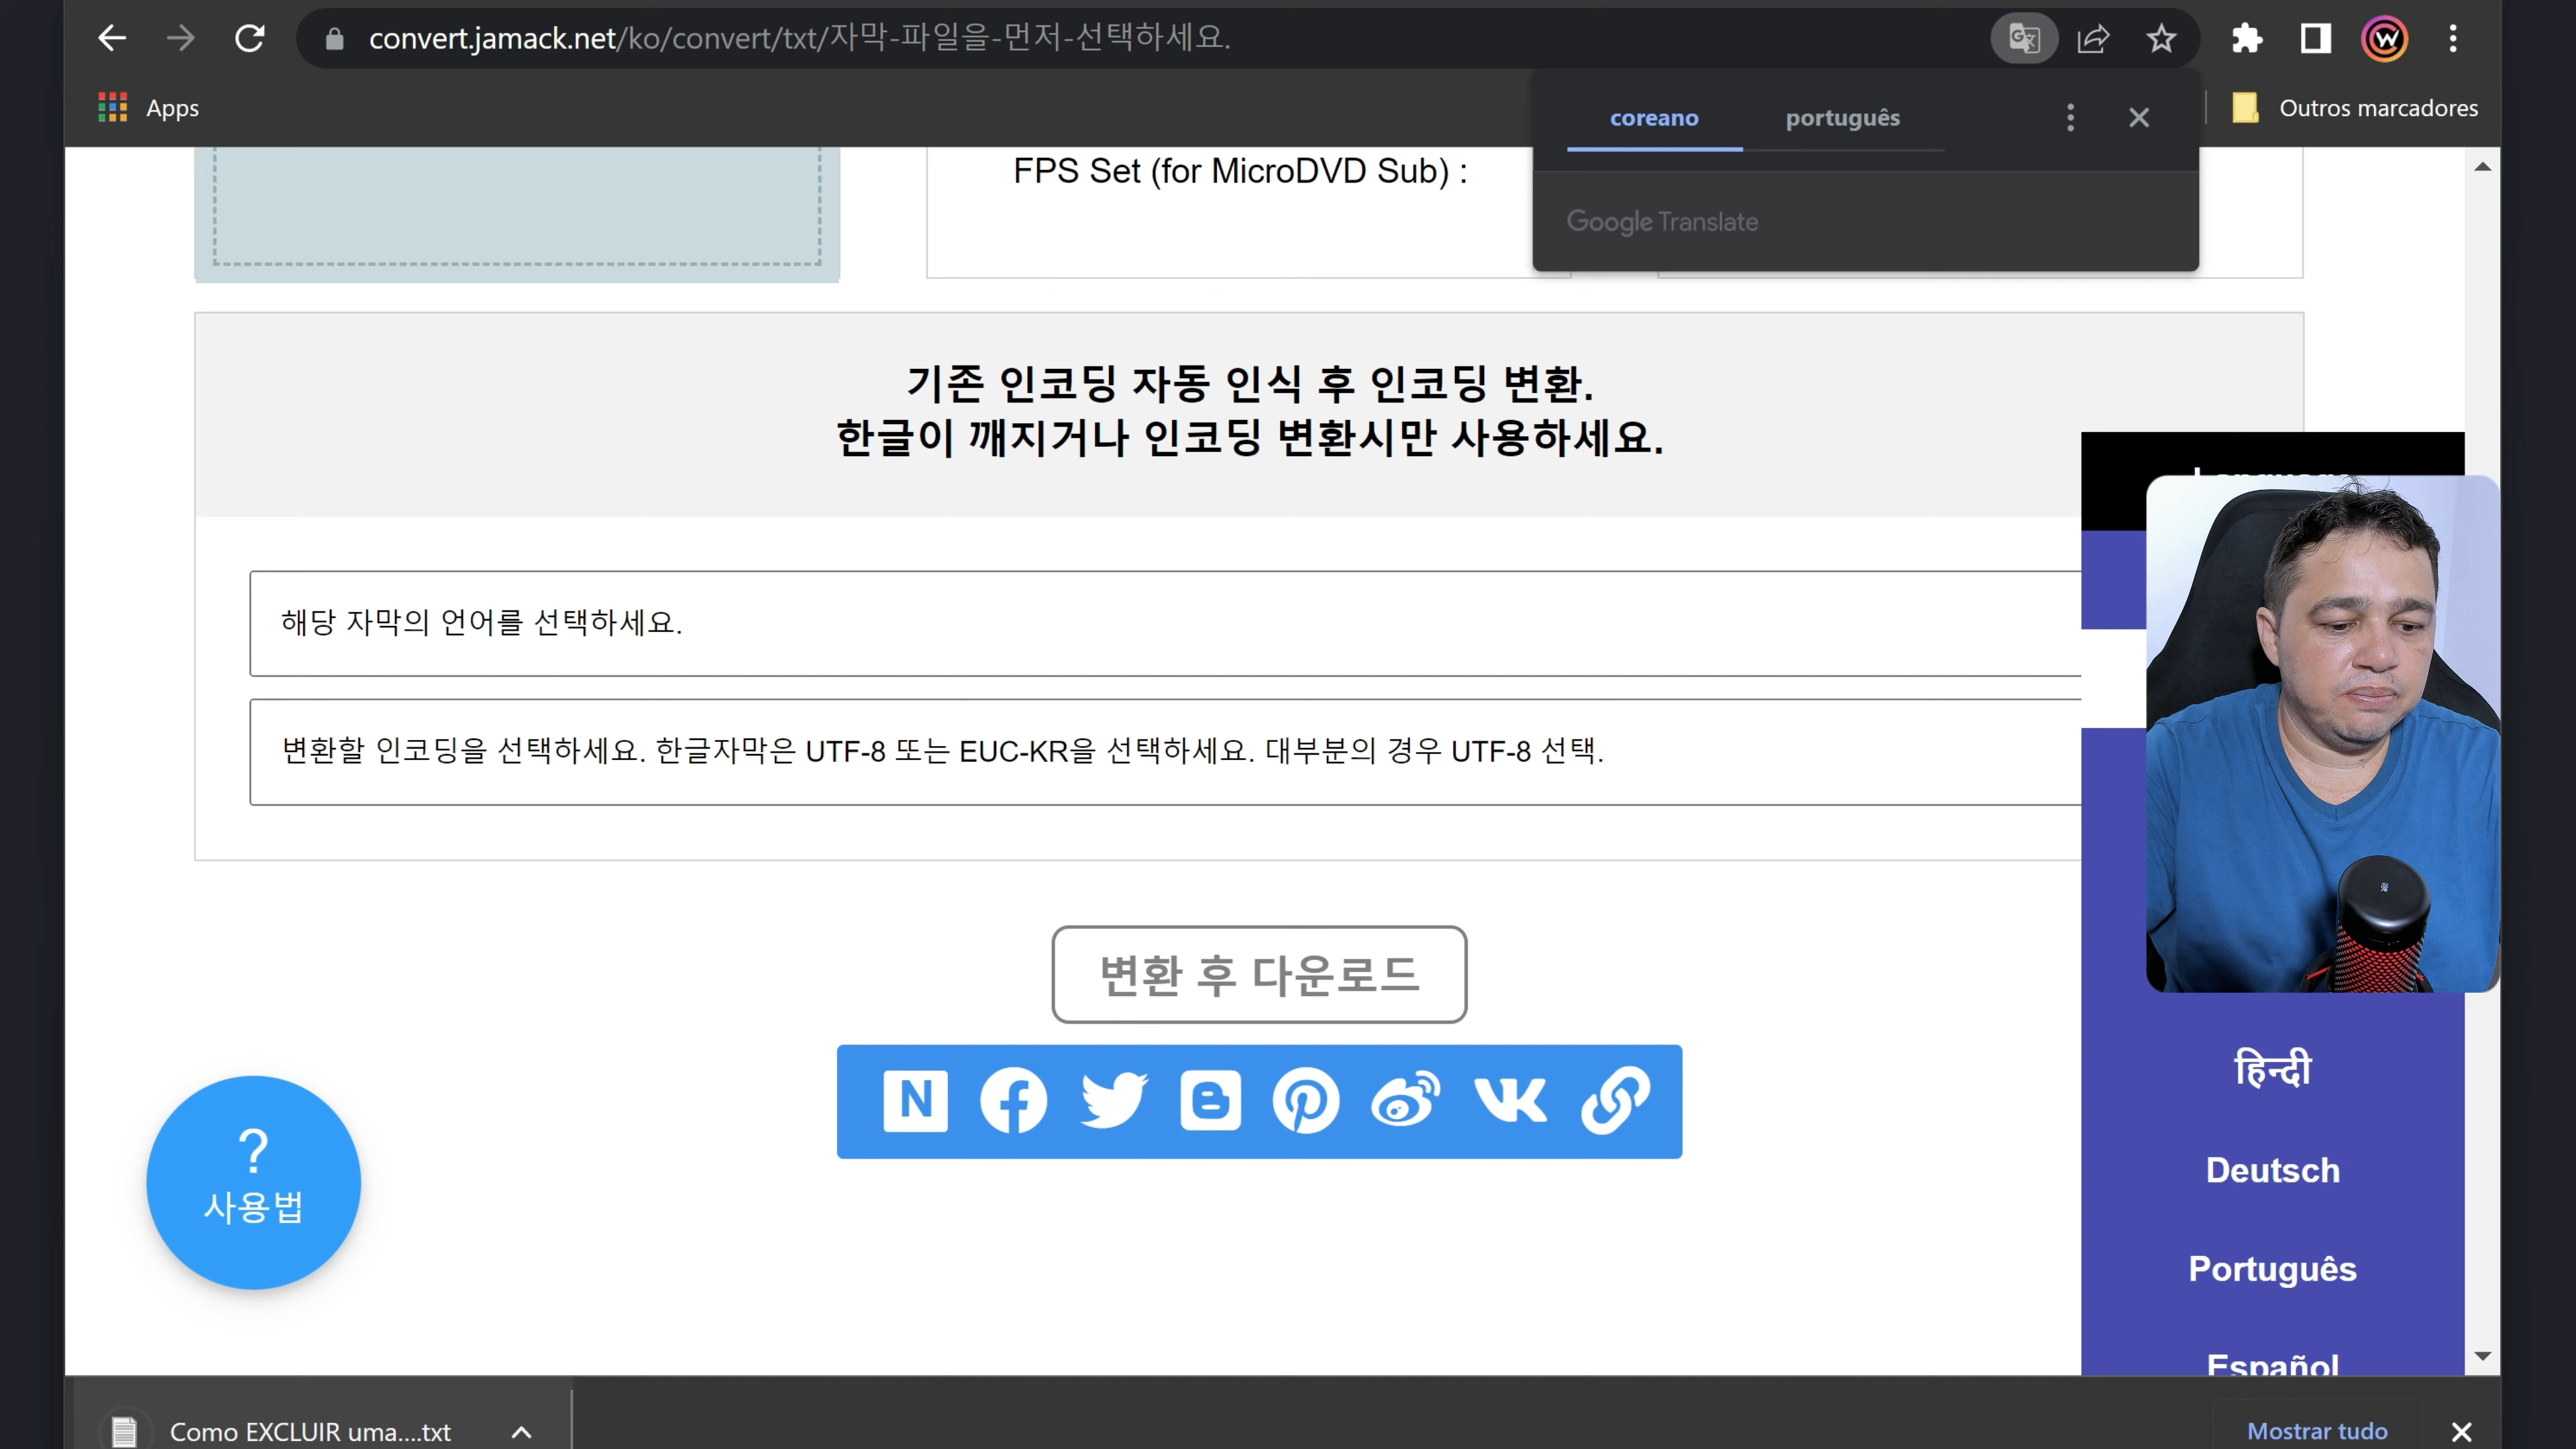 convert.jamack.net/ko/convert/txt/자막-파일을-먼저-선택하세요.
Apps
coreano português
Outros marcadores
Google Translate
FPS Set (for MicroDVD Sub) :
기존 인코딩 자동 인식 후 인코딩 변환.
한글이 깨지거나 인코딩 변환시만 사용하세요.
해당 자막의 언어를 선택하세요.
변환할 인코딩을 선택하세요. 한글자막은 UTF-8 또는 EUC-KR을 선택하세요. 대부분의 경우 UTF-8 선택.
변환 후 다운로드
?
사용법
हिन्दी
Deutsch
Português
Español
Como EXCLUIR uma....txt
Mostrar tudo